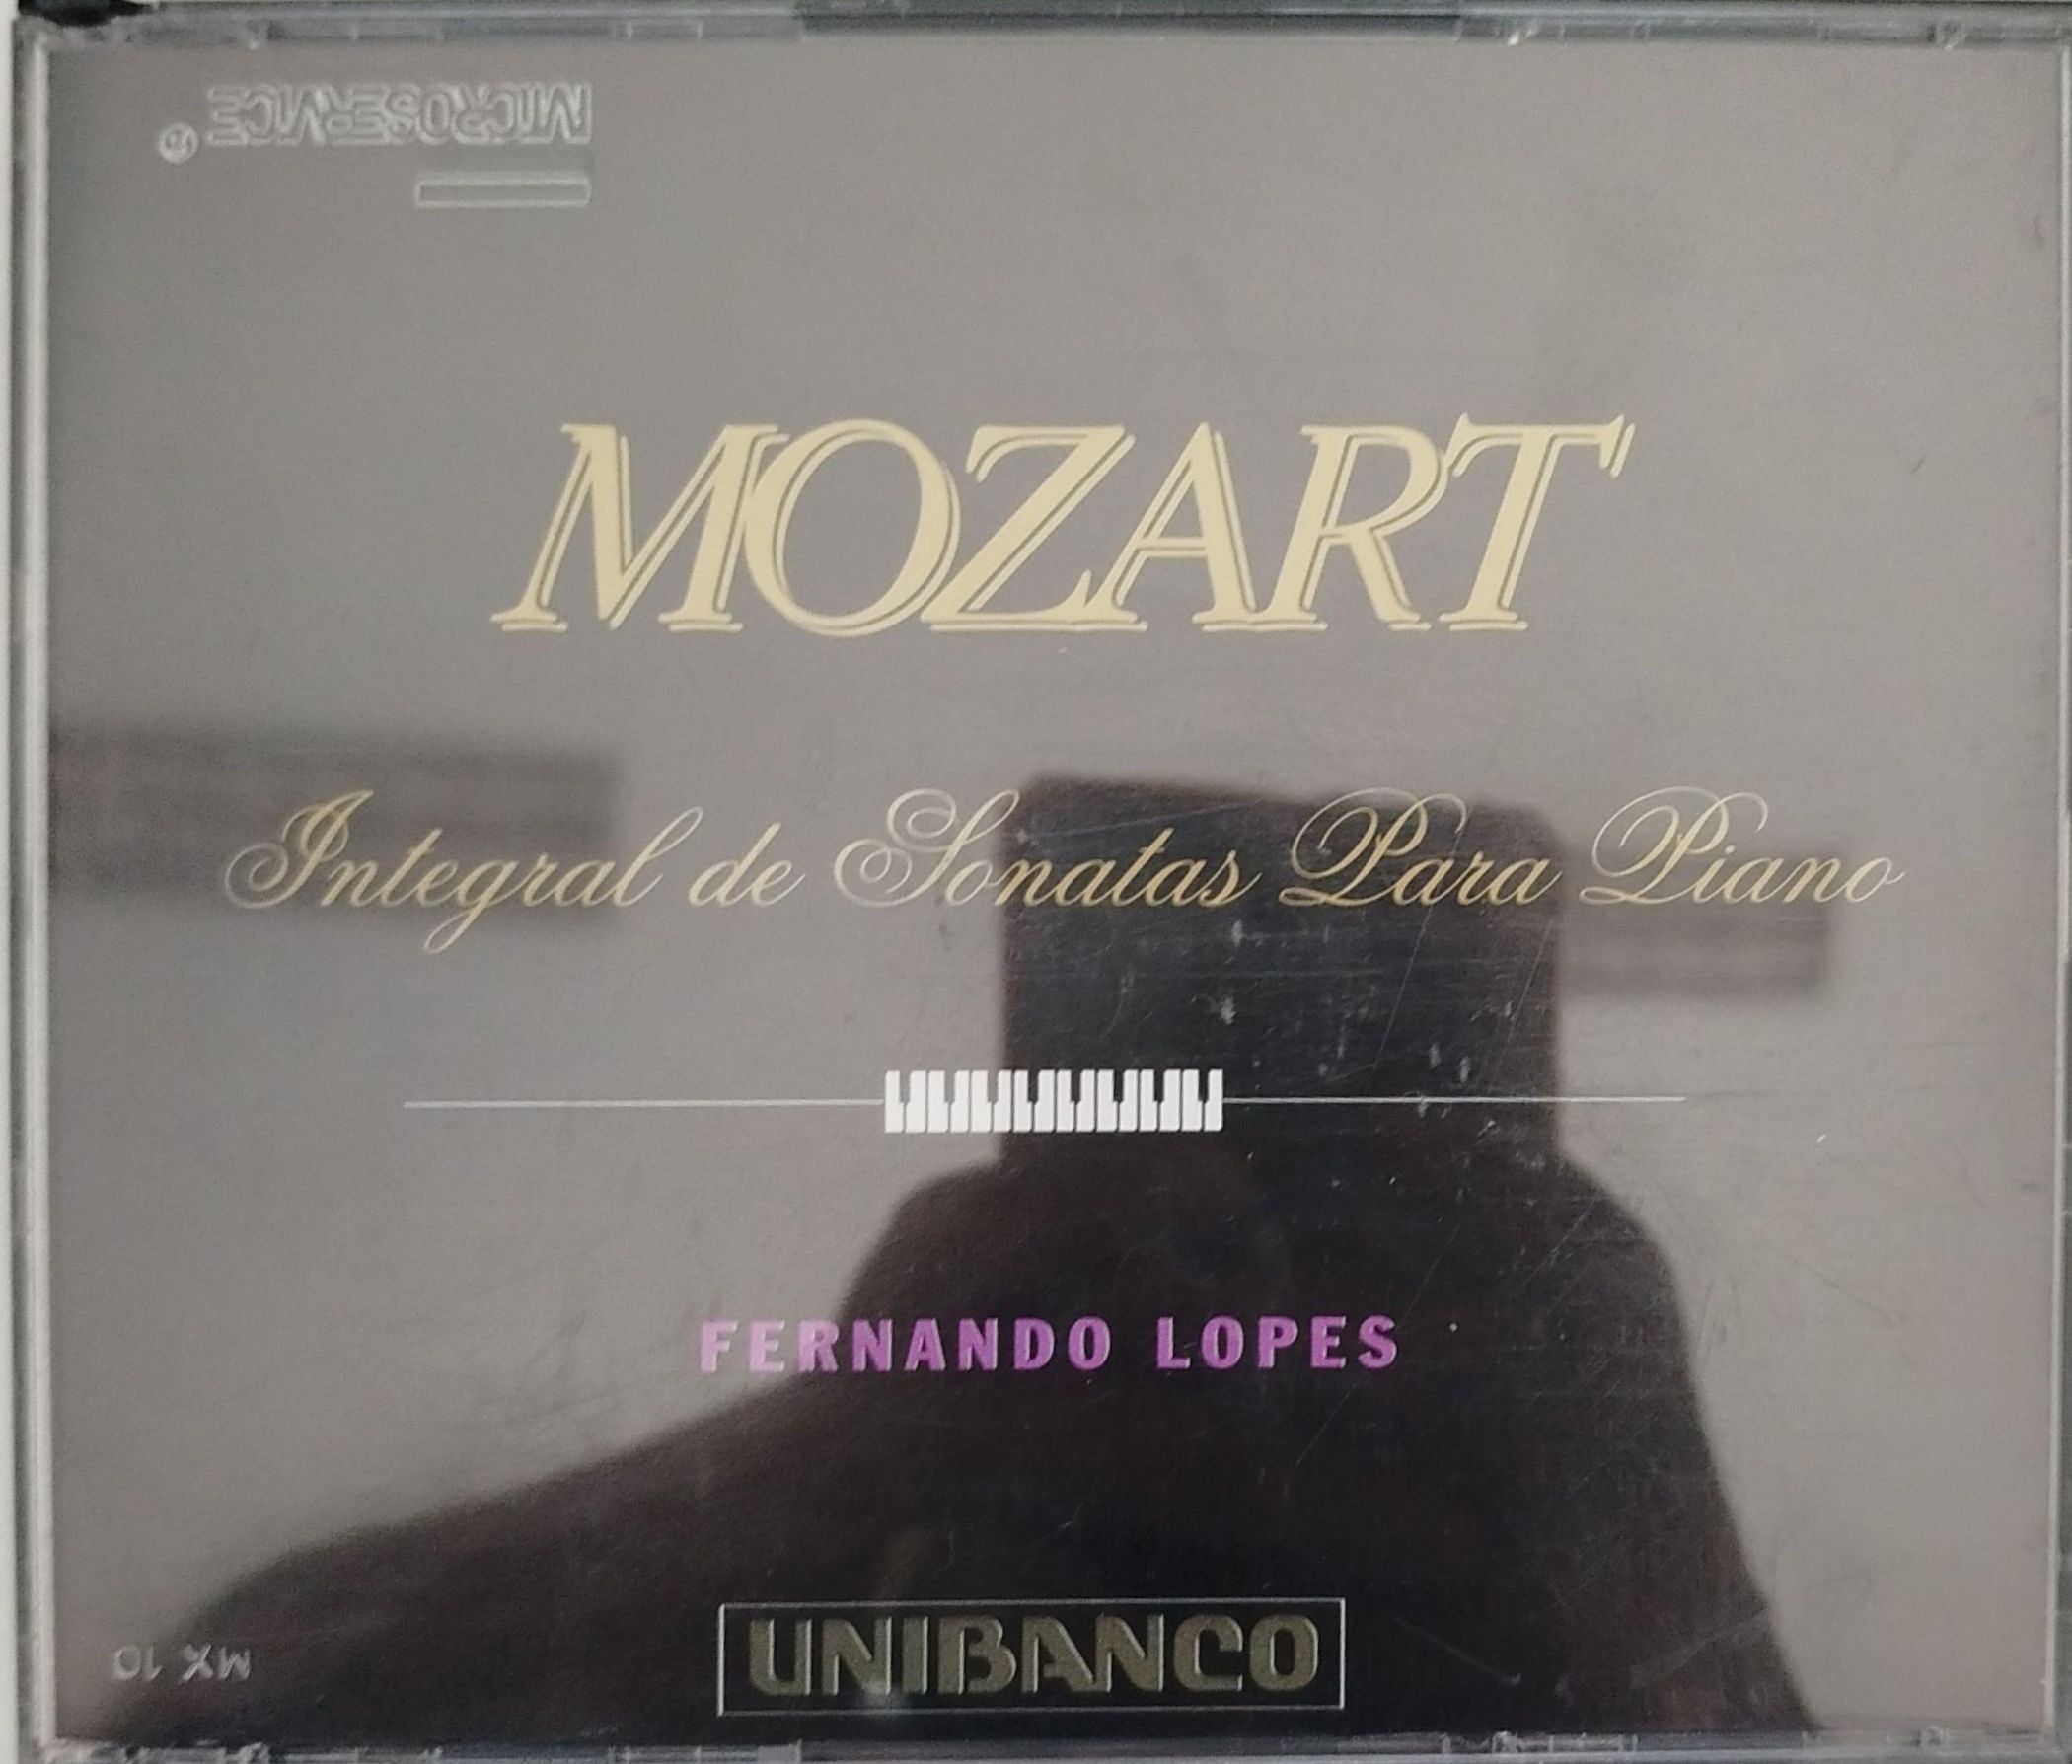 MICROSERVICE ®
MOZART
Integral de Sonatas Para Piano
FERNANDO LOPES
UNIBANCO
MX 10